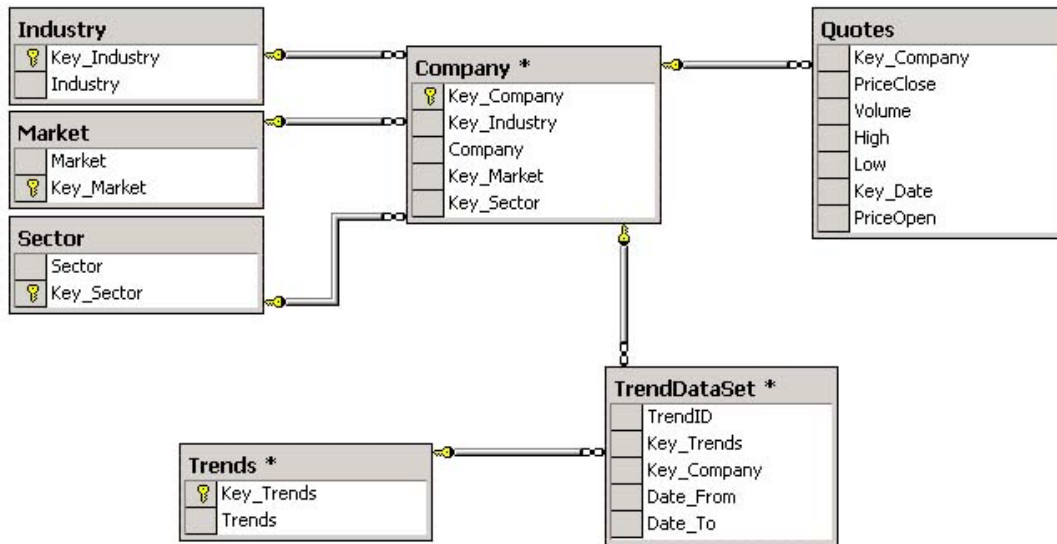 Industry
Key_Industry
Industry
Market
Market
Key_Market
Sector
Sector
Key_Sector
Company *
Key_Company
Key_Industry
Company
Key_Market
Key_Sector
Quotes
Key_Company
PriceClose
Volume
High
Low
Key_Date
PriceOpen
Trends *
Key_Trends
Trends
TrendDataSet *
TrendID
Key_Trends
Key_Company
Date_From
Date_To